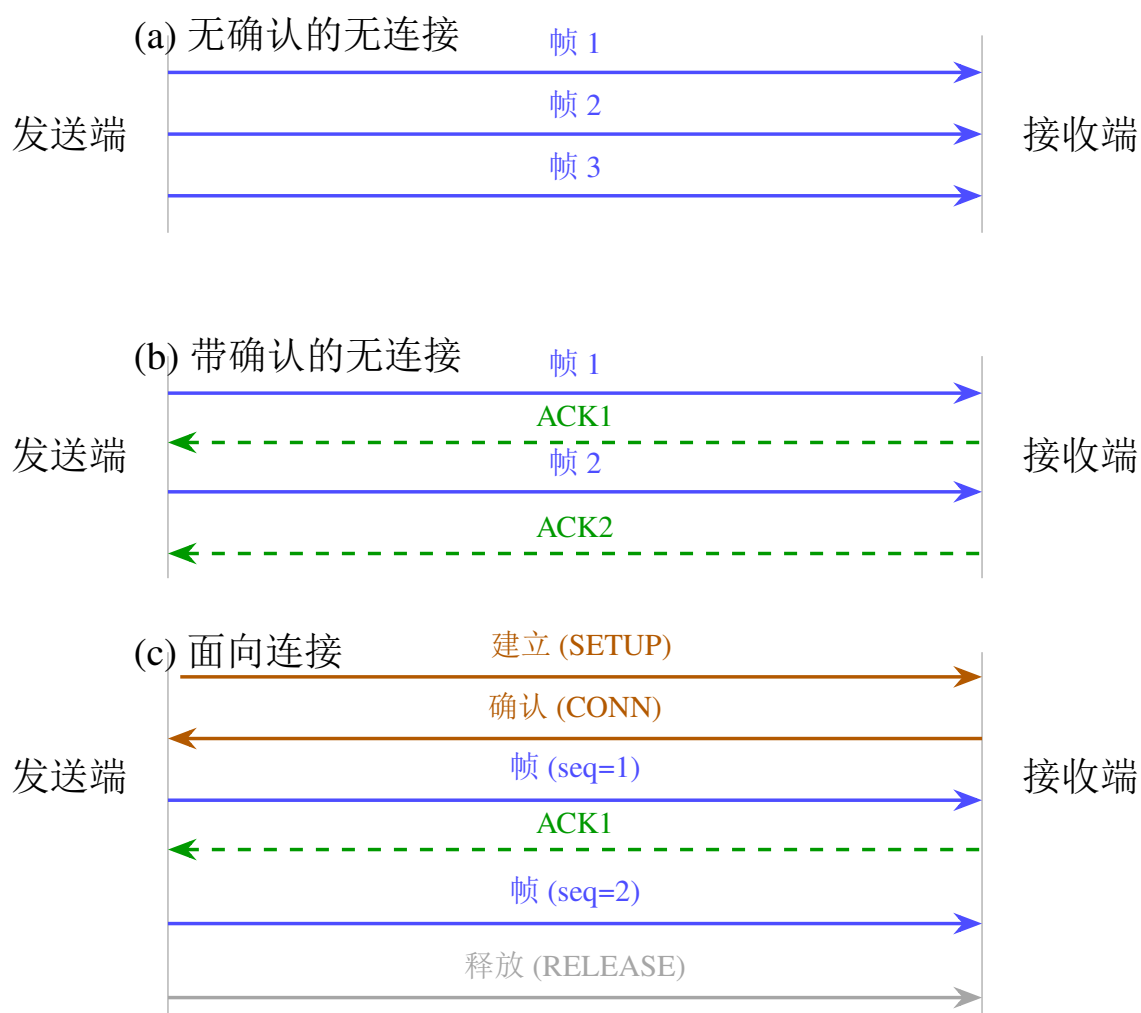 (a) 无确认的无连接
帧 1
帧 2
发送端
接收端
帧 3
(b) 带确认的无连接
帧 1
ACK1
发送端
接收端
帧 2
ACK2
(c) 面向连接
建立 (SETUP)
确认 (CONN)
帧 (seq=1)
发送端
接收端
ACK1
帧 (seq=2)
释放 (RELEASE)